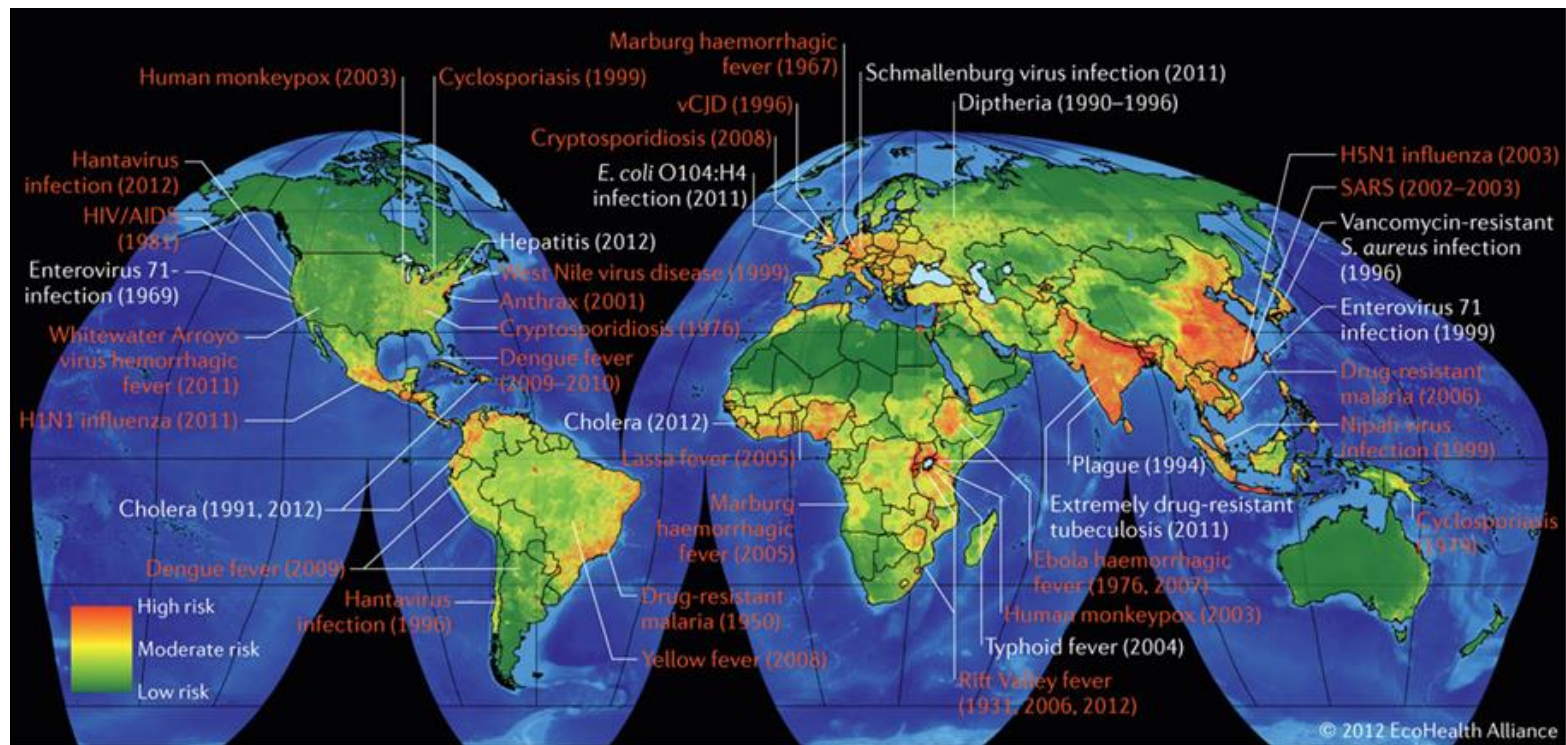 Marburg haemorrhagic
fever (1967)
Human monkeypox (2003)
Cyclosporiasis (1999)
Schmallenburg virus infection (2011)
vCJD (1996)
Diptheria (1990–1996)
Cryptosporidiosis (2008)
Hantavirus
infection (2012)
E. coli O104:H4
infection (2011)
H5N1 influenza (2003)
SARS (2002–2003)
HIV/AIDS
(1981)
Vancomycin-resistant
S. aureus infection
(1996)
Hepatitis (2012)
Enterovirus 71-
infection (1969)
West Nile virus disease (1999)
Anthrax (2001)
Enterovirus 71
infection (1999)
Cryptosporidiosis (1976)
Whitewater Arroyo
virus hemorrhagic
fever (2011)
Dengue fever
(2009–2010)
Drug-resistant
malaria (2006)
H1N1 influenza (2011)
Cholera (2012)
Nipah virus
infection (1999)
Lassa fever (2005)
Plague (1994)
Cholera (1991, 2012)
Marburg
haemorrhagic
fever (2005)
Extremely drug-resistant
tubeculosis (2011)
Cyclosporiasis
(1979)
Dengue fever (2009)
Ebola haemorrhagic
fever (1976, 2007)
Hantavirus
infection (1996)
Drug-resistant
malaria (1950)
Human monkeypox (2003)
High risk
Moderate risk
Low risk
Typhoid fever (2004)
Yellow fever (2008)
Rift Valley fever
(1931, 2006, 2012)
© 2012 EcoHealth Alliance